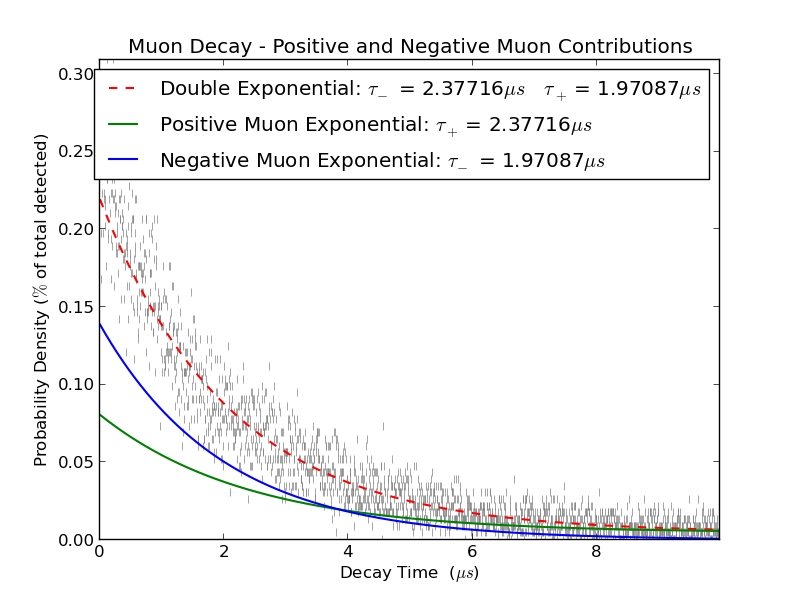 Muon Decay - Positive and Negative Muon Contributions
0.30
Double Exponential: τ₋ = 2.37716μs τ₊ = 1.97087μs
Positive Muon Exponential: τ₊ = 2.37716μs
Negative Muon Exponential: τ₋ = 1.97087μs
0.25
0.20
0.15
0.10
0.05
0.00
Probability Density (% of total detected)
0 2 4 6 8
Decay Time (μs)